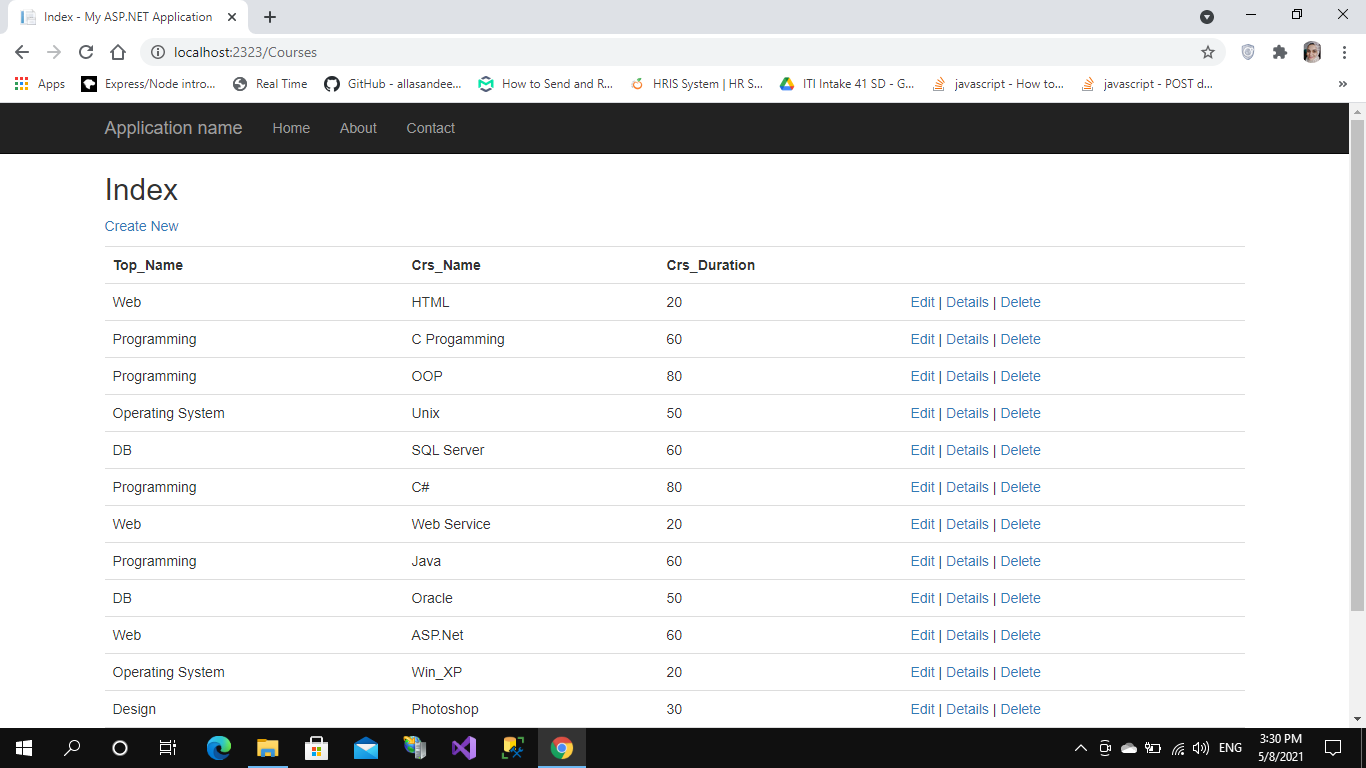 Index - My ASP.NET Application
localhost:2323/Courses
Apps Express/Node intro... Real Time GitHub - allasandee... How to Send and R... HRIS System | HR S... ITI Intake 41 SD - G... javascript - How to... javascript - POST d... »
Application name Home About Contact
Index
Create New
Top_Name Crs_Name Crs_Duration
Web HTML 20 Edit | Details | Delete
Programming C Progamming 60 Edit | Details | Delete
Programming OOP 80 Edit | Details | Delete
Operating System Unix 50 Edit | Details | Delete
DB SQL Server 60 Edit | Details | Delete
Programming C# 80 Edit | Details | Delete
Web Web Service 20 Edit | Details | Delete
Programming Java 60 Edit | Details | Delete
DB Oracle 50 Edit | Details | Delete
Web ASP.Net 60 Edit | Details | Delete
Operating System Win_XP 20 Edit | Details | Delete
Design Photoshop 30 Edit | Details | Delete
ENG 3:30 PM
5/8/2021